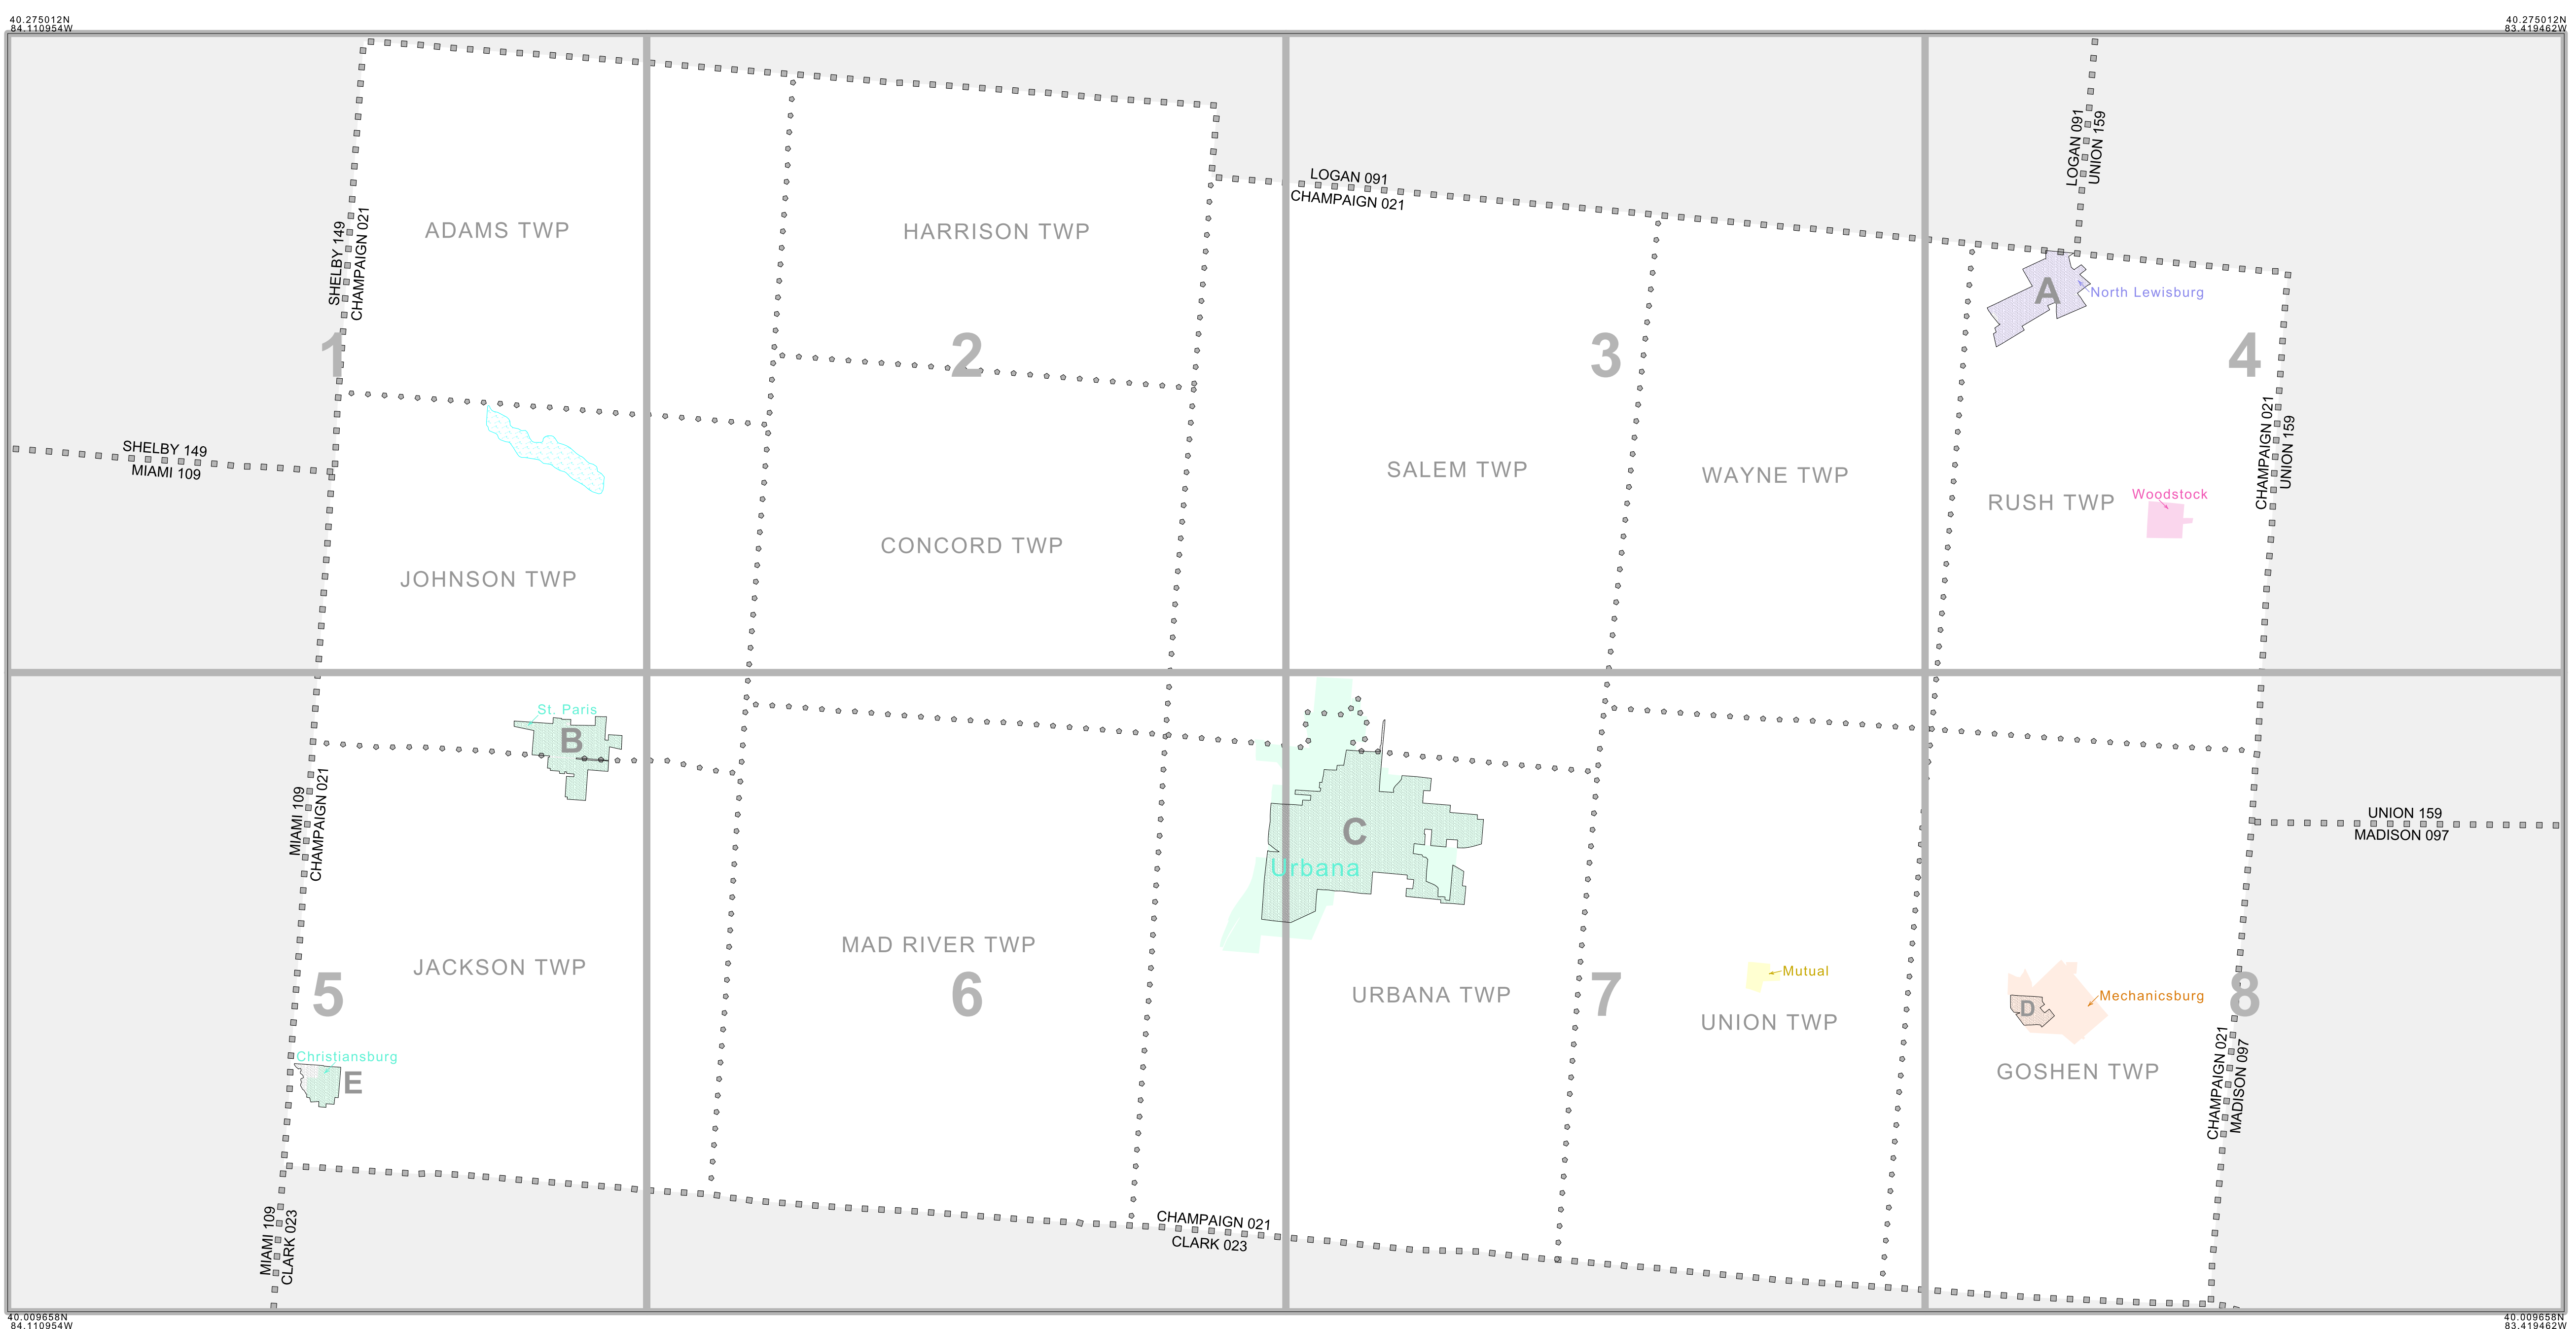 40.275012N
84.110954W
40.275012N
83.419462W
LOGAN 091
UNION 159
LOGAN 091
CHAMPAIGN 021
SHELBY 149
CHAMPAIGN 021
ADAMS TWP
HARRISON TWP
A
North Lewisburg
1
2
3
4
SHELBY 149
MIAMI 109
SALEM TWP
WAYNE TWP
CHAMPAIGN 021
UNION 159
Woodstock
RUSH TWP
CONCORD TWP
JOHNSON TWP
St. Paris
B
MIAMI 109
CHAMPAIGN 021
C
Urbana
UNION 159
MADISON 097
MAD RIVER TWP
JACKSON TWP
Mutual
5
6
7
8
URBANA TWP
UNION TWP
Mechanicsburg
D
GOSHEN TWP
Christiansburg
E
CHAMPAIGN 021
MADISON 097
MIAMI 109
CLARK 023
CHAMPAIGN 021
CLARK 023
40.009658N
84.110954W
40.009658N
83.419462W